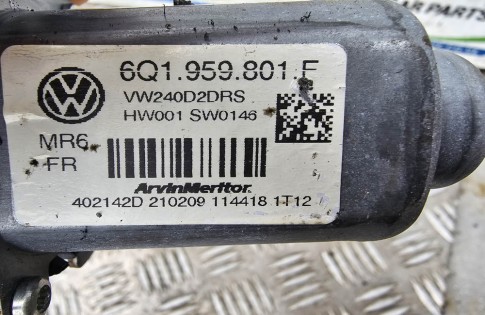 6Q1.959.801.E
VW240D2DRS
HW001 SW0146
MR6
FR
ArvinMeritor
402142D 210209 114418 1T12